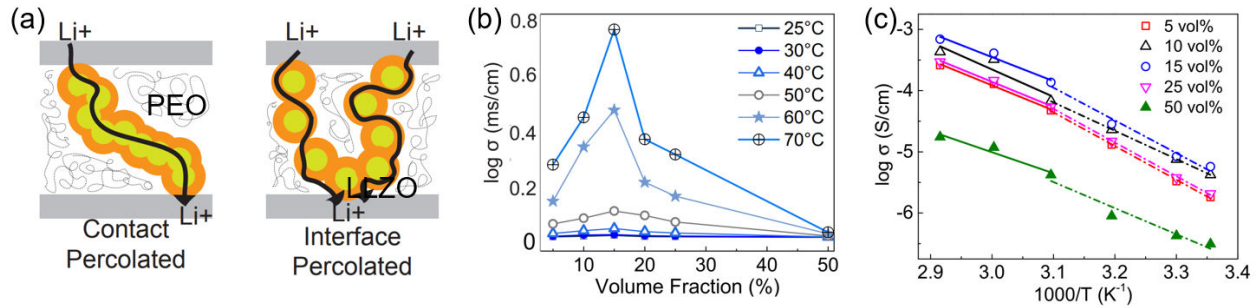 (a)
Li+
Li+
Li+
PEO
LLZO
Li+
Li+
Contact
Percolated
Interface
Percolated
(b)
log σ (ms/cm)
0.8
0.6
0.4
0.2
0
10
20
30
40
50
Volume Fraction (%)
25°C
30°C
40°C
50°C
60°C
70°C
(c)
log σ (S/cm)
-3
-4
-5
-6
2.9
3.0
3.1
3.2
3.3
3.4
1000/T (K⁻¹)
5 vol%
10 vol%
15 vol%
25 vol%
50 vol%